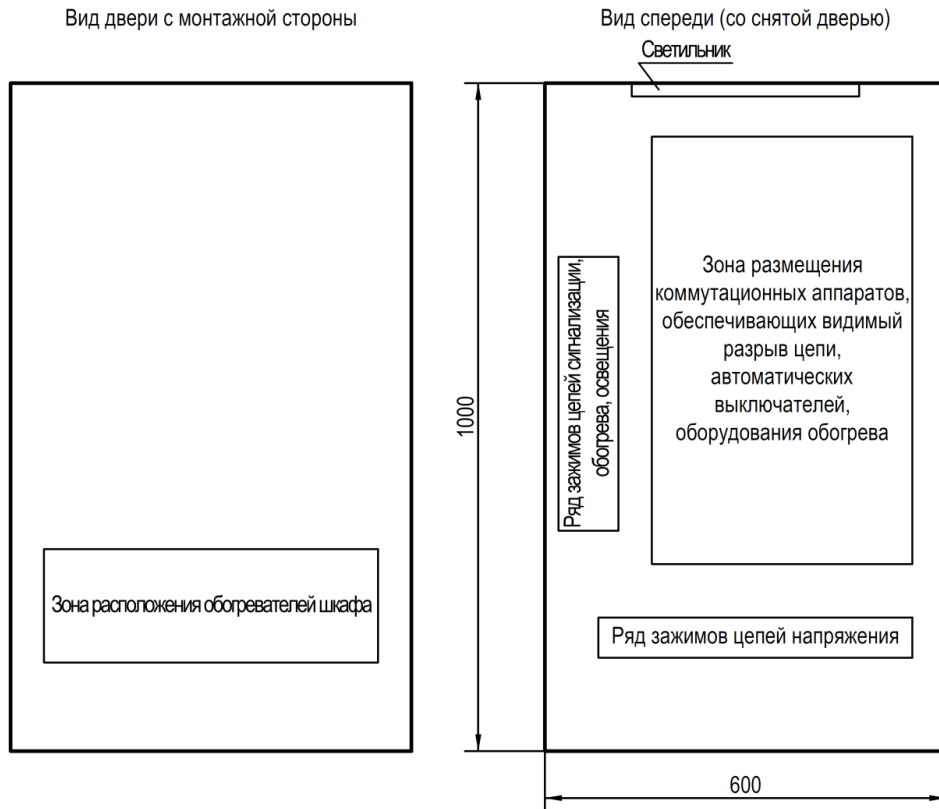 Вид двери с монтажной стороны
Вид спереди (со снятой дверью)
Светильник
Зона размещения
коммутационных аппаратов,
обеспечивающих видимый
разрыв цепи,
автоматических
выключателей,
оборудования обогрева
Ряд зажимов цепей сигнализации,
обогрева, освещения
1000
Зона расположения обогревателей шкафа
Ряд зажимов цепей напряжения
600